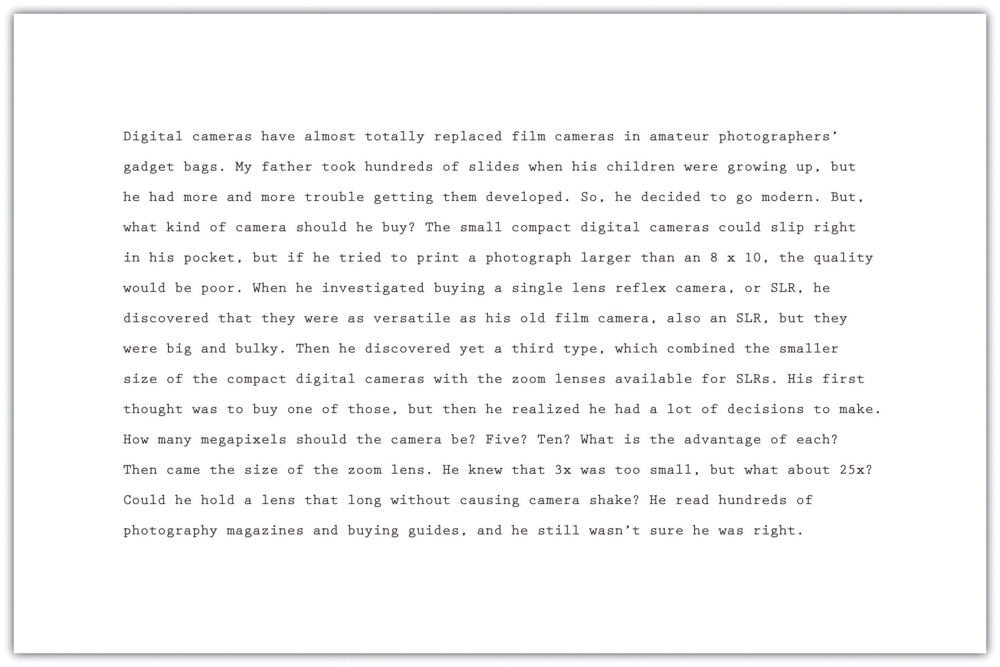 Digital cameras have almost totally replaced film cameras in amateur photographers’
gadget bags. My father took hundreds of slides when his children were growing up, but
he had more and more trouble getting them developed. So, he decided to go modern. But,
what kind of camera should he buy? The small compact digital cameras could slip right
in his pocket, but if he tried to print a photograph larger than an 8 x 10, the quality
would be poor. When he investigated buying a single lens reflex camera, or SLR, he
discovered that they were as versatile as his old film camera, also an SLR, but they
were big and bulky. Then he discovered yet a third type, which combined the smaller
size of the compact digital cameras with the zoom lenses available for SLRs. His first
thought was to buy one of those, but then he realized he had a lot of decisions to make.
How many megapixels should the camera be? Five? Ten? What is the advantage of each?
Then came the size of the zoom lens. He knew that 3x was too small, but what about 25x?
Could he hold a lens that long without causing camera shake? He read hundreds of
photography magazines and buying guides, and he still wasn’t sure he was right.